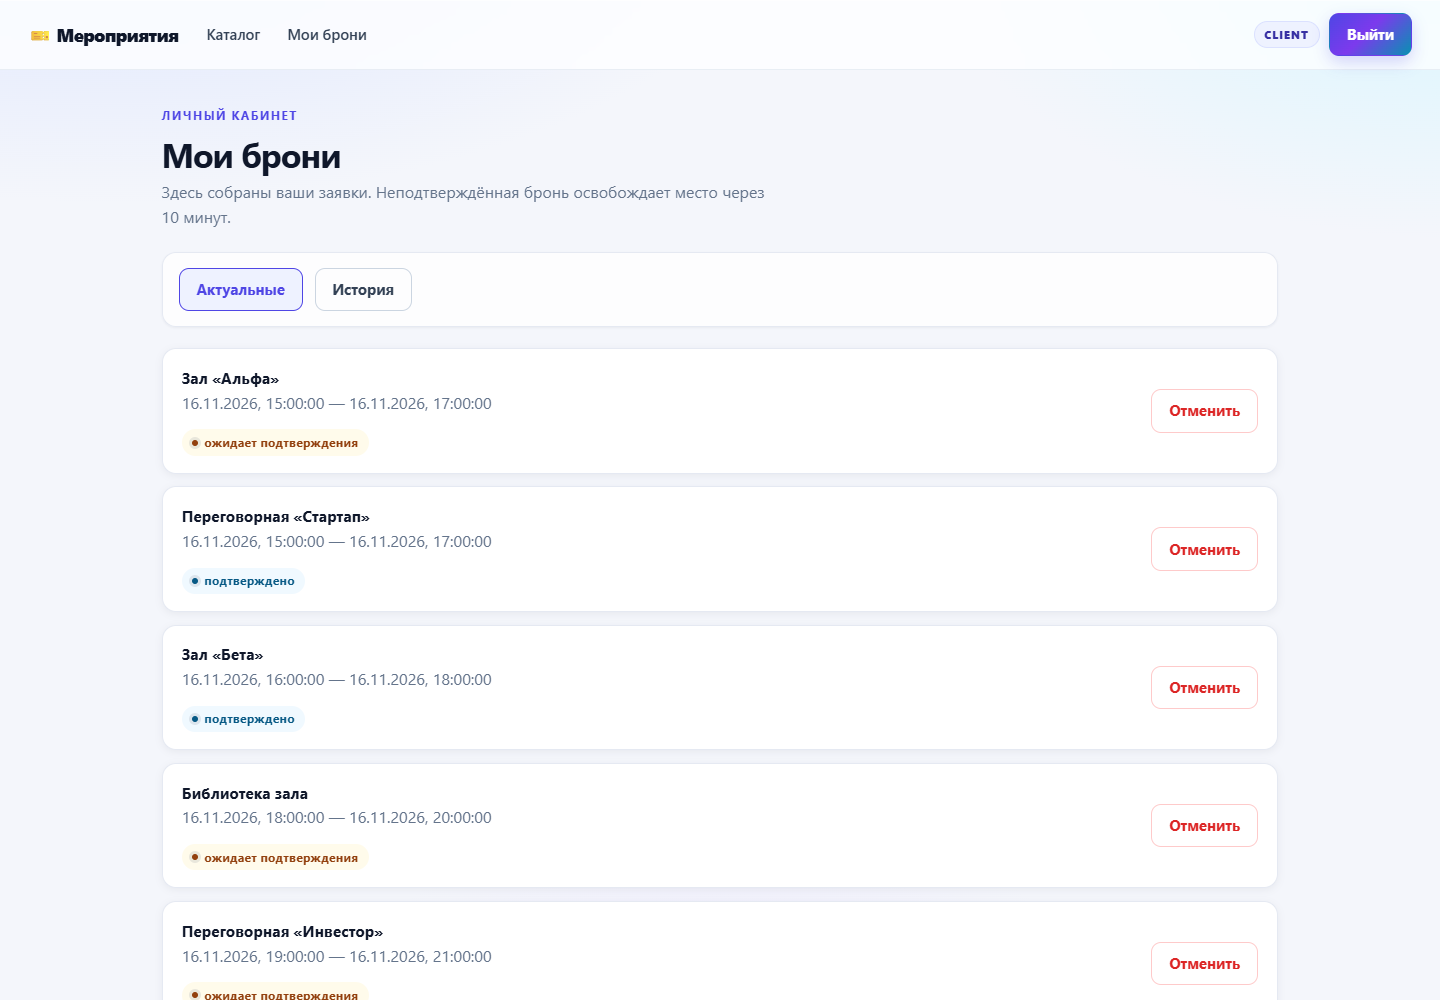 Мероприятия
Каталог
Мои брони
CLIENT
Выйти
ЛИЧНЫЙ КАБИНЕТ
Мои брони
Здесь собраны ваши заявки. Неподтверждённая бронь освобождает место через
10 минут.
Актуальные
История
Зал «Альфа»
16.11.2026, 15:00:00 — 16.11.2026, 17:00:00
Отменить
ожидает подтверждения
Переговорная «Стартап»
16.11.2026, 15:00:00 — 16.11.2026, 17:00:00
Отменить
подтверждено
Зал «Бета»
16.11.2026, 16:00:00 — 16.11.2026, 18:00:00
Отменить
подтверждено
Библиотека зала
16.11.2026, 18:00:00 — 16.11.2026, 20:00:00
Отменить
ожидает подтверждения
Переговорная «Инвестор»
16.11.2026, 19:00:00 — 16.11.2026, 21:00:00
Отменить
ожидает подтверждения